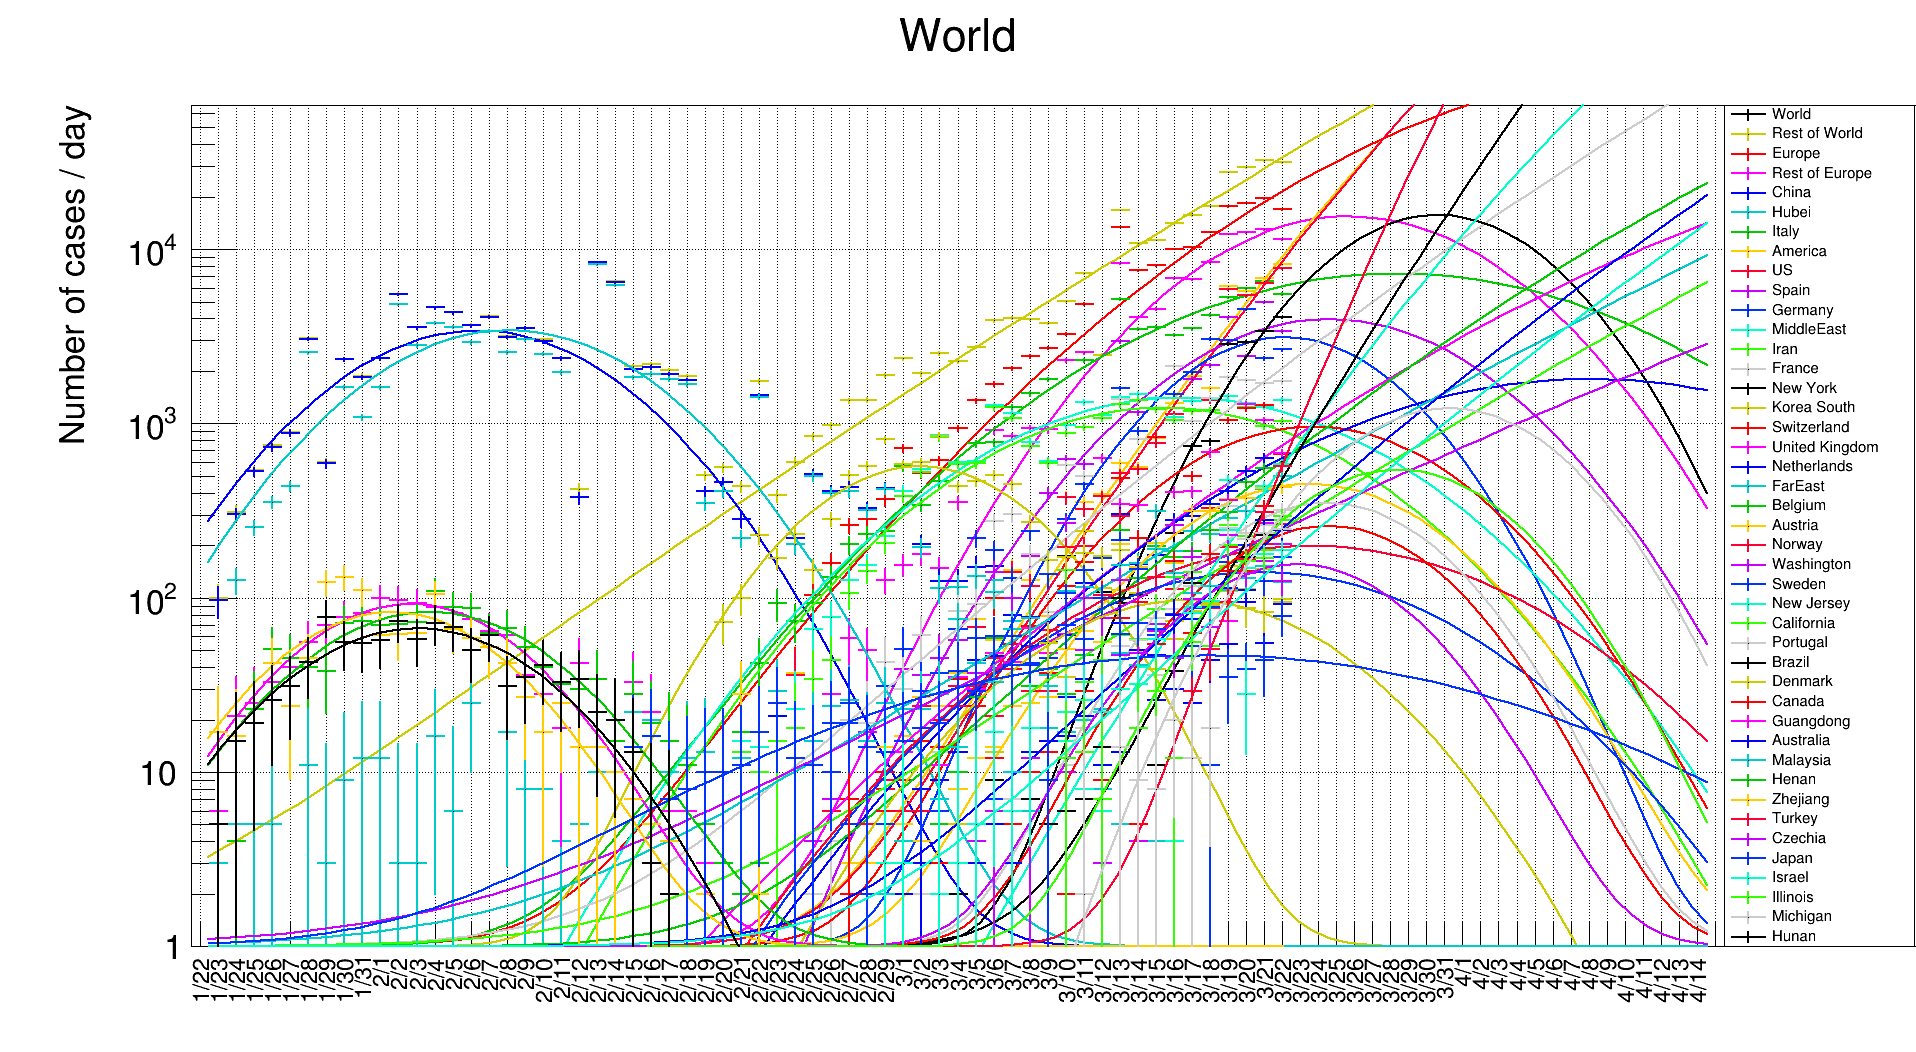 World
Number of cases / day
10⁴
10³
10²
10
1
1/22
1/23
1/24
1/25
1/26
1/27
1/28
1/29
1/30
1/31
2/1
2/2
2/3
2/4
2/5
2/6
2/7
2/8
2/9
2/10
2/11
2/12
2/13
2/14
2/15
2/16
2/17
2/18
2/19
2/20
2/21
2/22
2/23
2/24
2/25
2/26
2/27
2/28
2/29
3/1
3/2
3/3
3/4
3/5
3/6
3/7
3/8
3/9
3/10
3/11
3/12
3/13
3/14
3/15
3/16
3/17
3/18
3/19
3/20
3/21
3/22
3/23
3/24
3/25
3/26
3/27
3/28
3/29
3/30
3/31
4/1
4/2
4/3
4/4
4/5
4/6
4/7
4/8
4/9
4/10
4/11
4/12
4/13
4/14
World
Rest of World
Europe
Rest of Europe
China
Hubei
Italy
America
US
Spain
Germany
MiddleEast
Iran
France
New York
Korea South
Switzerland
United Kingdom
Netherlands
FarEast
Belgium
Austria
Norway
Washington
Sweden
New Jersey
California
Portugal
Brazil
Denmark
Canada
Guangdong
Australia
Malaysia
Henan
Zhejiang
Turkey
Czechia
Japan
Israel
Illinois
Michigan
Hunan